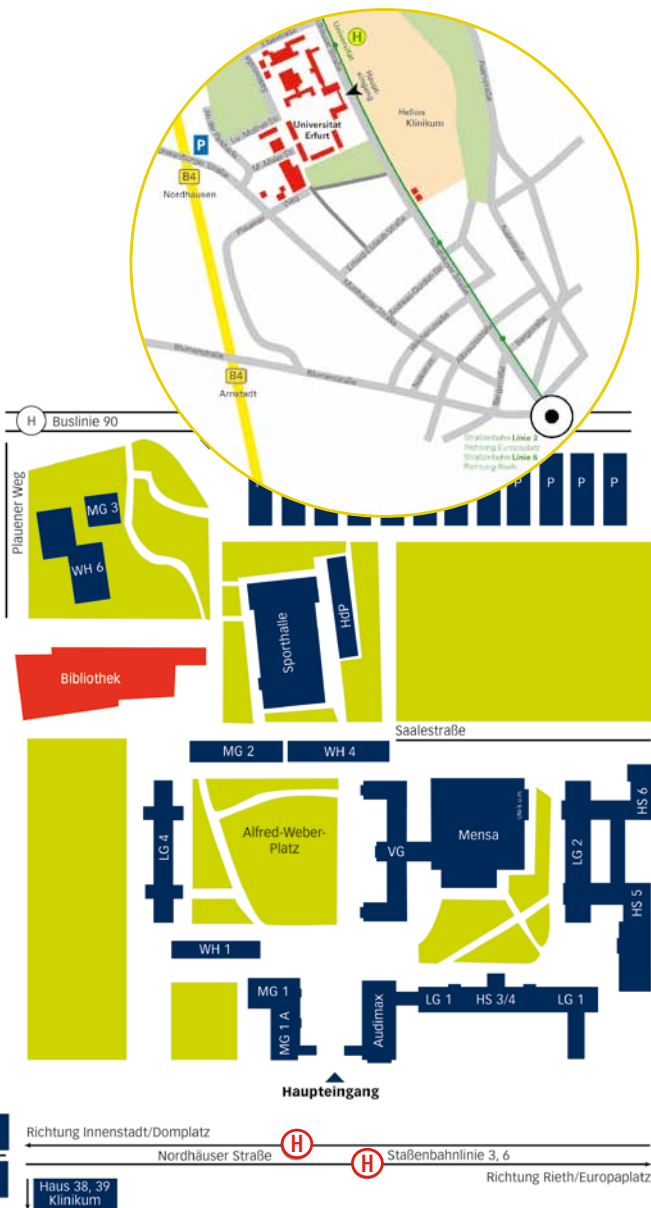 Universität
H
Haupt-
eingang
Helios
Klinikum
Universität
Erfurt
P
B4
Nordhausen
Blumenstraße
Blumenstraße
B4
Arnstadt
Straßenbahn Linie 3
Richtung Europaplatz
Straßenbahn Linie 6
Richtung Rieth
H
Buslinie 90
Plauener Weg
P
P
P
P
MG 3
WH 6
Sporthalle
HdP
Bibliothek
Saalestraße
MG 2
WH 4
LG 4
Alfred-Weber-
Platz
VG
Mensa
LG 2
HS 6
HS 5
WH 1
MG 1
MG 1 A
Audimax
LG 1
HS 3/4
LG 1
Haupteingang
Richtung Innenstadt/Domplatz
Nordhäuser Straße
H
H
Staßenbahnlinie 3, 6
Richtung Rieth/Europaplatz
Haus 38, 39
Klinikum